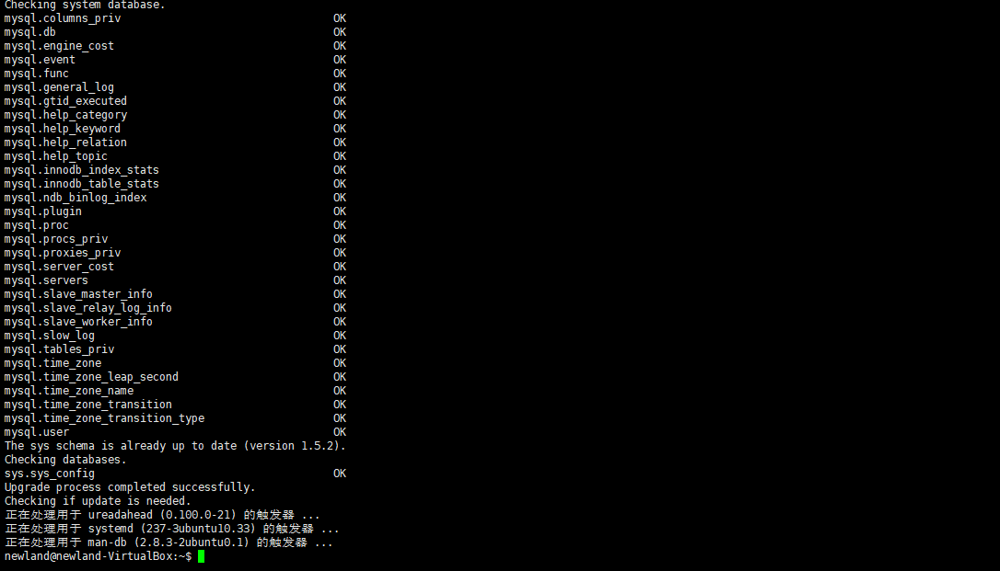 Checking system database.
mysql.columns_priv OK
mysql.db OK
mysql.engine_cost OK
mysql.event OK
mysql.func OK
mysql.general_log OK
mysql.gtid_executed OK
mysql.help_category OK
mysql.help_keyword OK
mysql.help_relation OK
mysql.help_topic OK
mysql.innodb_index_stats OK
mysql.innodb_table_stats OK
mysql.ndb_binlog_index OK
mysql.plugin OK
mysql.proc OK
mysql.procs_priv OK
mysql.proxies_priv OK
mysql.server_cost OK
mysql.servers OK
mysql.slave_master_info OK
mysql.slave_relay_log_info OK
mysql.slave_worker_info OK
mysql.slow_log OK
mysql.tables_priv OK
mysql.time_zone OK
mysql.time_zone_leap_second OK
mysql.time_zone_name OK
mysql.time_zone_transition OK
mysql.time_zone_transition_type OK
mysql.user OK
The sys schema is already up to date (version 1.5.2).
Checking databases.
sys.sys_config OK
Upgrade process completed successfully.
Checking if update is needed.
正在处理用于 ureadahead (0.100.0-21) 的触发器 ...
正在处理用于 systemd (237-3ubuntu10.33) 的触发器 ...
正在处理用于 man-db (2.8.3-2ubuntu0.1) 的触发器 ...
newland@newland-VirtualBox:~$